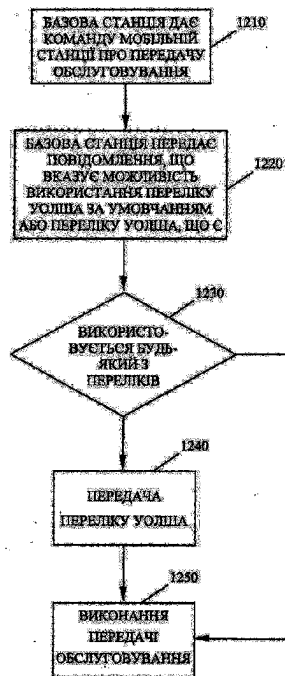 БАЗОВА СТАНЦІЯ ДАЄ
КОМАНДУ МОБІЛЬНІЙ
СТАНЦІЇ ПРО ПЕРЕДАЧУ
ОБСЛУГОВУВАННЯ
1210
БАЗОВА СТАНЦІЯ ПЕРЕДАЄ
ПОВІДОМЛЕННЯ, ЩО
ВКАЗУЄ МОЖЛИВІСТЬ
ВИКОРИСТАННЯ ПЕРЕЛІКУ
УОЛША ЗА УМОВЧАННЯМ
АБО ПЕРЕЛІКУ УОЛША, ЩО Є
1220
ВИКОРИСТО-
ВУЄТЬСЯ БУДЬ-
ЯКИЙ З
ПЕРЕЛІКІВ
1230
ПЕРЕДАЧА
ПЕРЕЛІКУ УОЛША
1240
ВИКОНАННЯ
ПЕРЕДАЧІ
ОБСЛУГОВУВАННЯ
1250